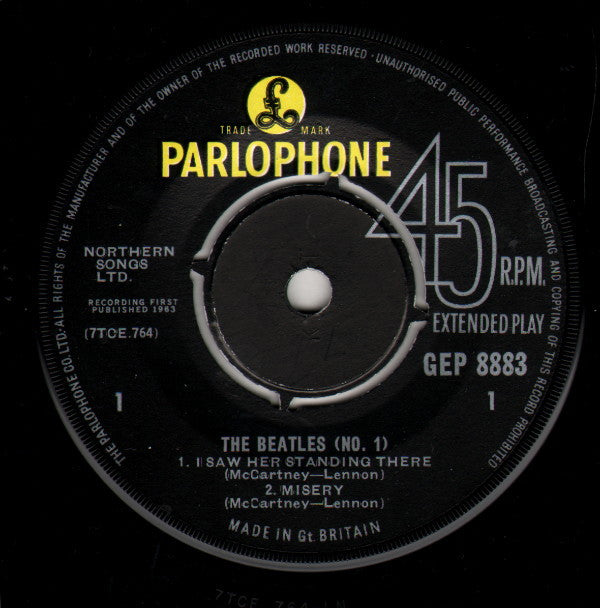 THE PARLOPHONE CO. LTD. ALL RIGHTS OF THE MANUFACTURER AND OF THE OWNER OF THE RECORDED WORK RESERVED · UNAUTHORISED PUBLIC PERFORMANCE BROADCASTING AND COPYING OF THIS RECORD PROHIBITED
£
TRADE MARK
PARLOPHONE
45
R.P.M.
EXTENDED PLAY
GEP 8883
NORTHERN
SONGS
LTD.
RECORDING FIRST
PUBLISHED 1963
(7TCE.764)
1
1
THE BEATLES (NO. 1)
1. I SAW HER STANDING THERE
(McCartney—Lennon)
2. MISERY
(McCartney—Lennon)
MADE IN Gt. BRITAIN